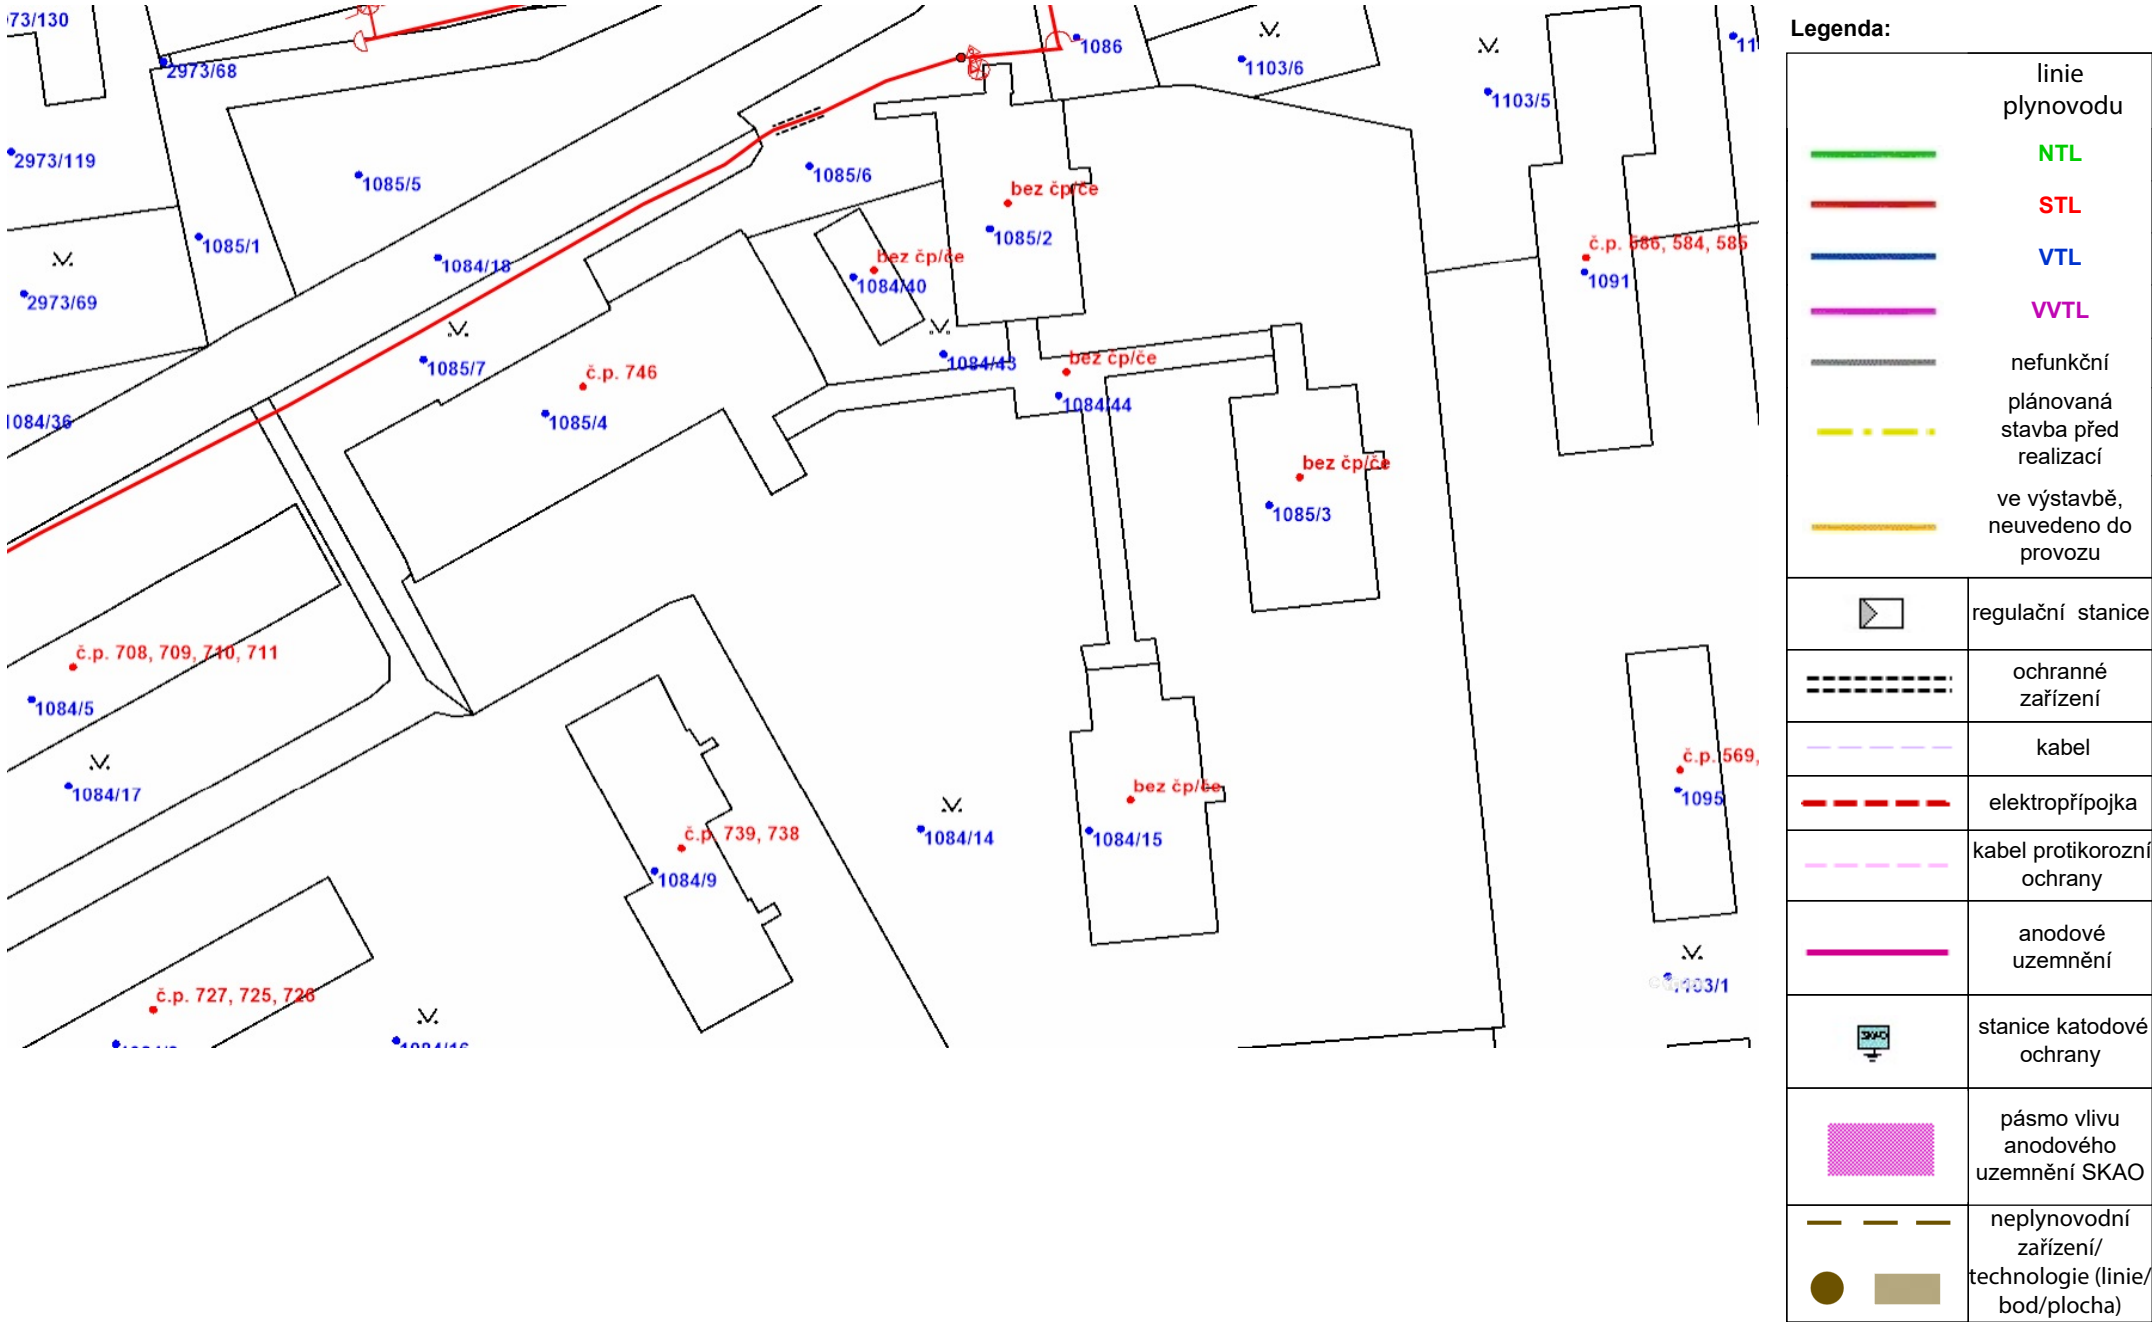 73/130
2973/68
1086
1103/6
11
1103/5
2973/119
1085/5
1085/6
bez čp/če
1085/2
1085/1
1084/18
bez čp/če
1084/40
č.p. 586, 584, 585
1091
2973/69
1085/7
1084/43
bez čp/če
č.p. 746
1084/44
1084/36
1085/4
bez čp/če
1085/3
č.p. 708, 709, 710, 711
1084/5
1084/17
č.p. 739, 738
1084/9
1084/14
bez čp/če
1084/15
č.p. 569,
1095
1103/1
č.p. 727, 725, 726
1084/16
Legenda:
linie
plynovodu
NTL
STL
VTL
VVTL
nefunkční
plánovaná
stavba před
realizací
ve výstavbě,
neuvedeno do
provozu
regulační stanice
ochranné
zařízení
kabel
elektropřípojka
kabel protikorozní
ochrany
anodové
uzemnění
SKAO
stanice katodové
ochrany
pásmo vlivu
anodového
uzemnění SKAO
neplynovodní
zařízení/
technologie (linie/
bod/plocha)